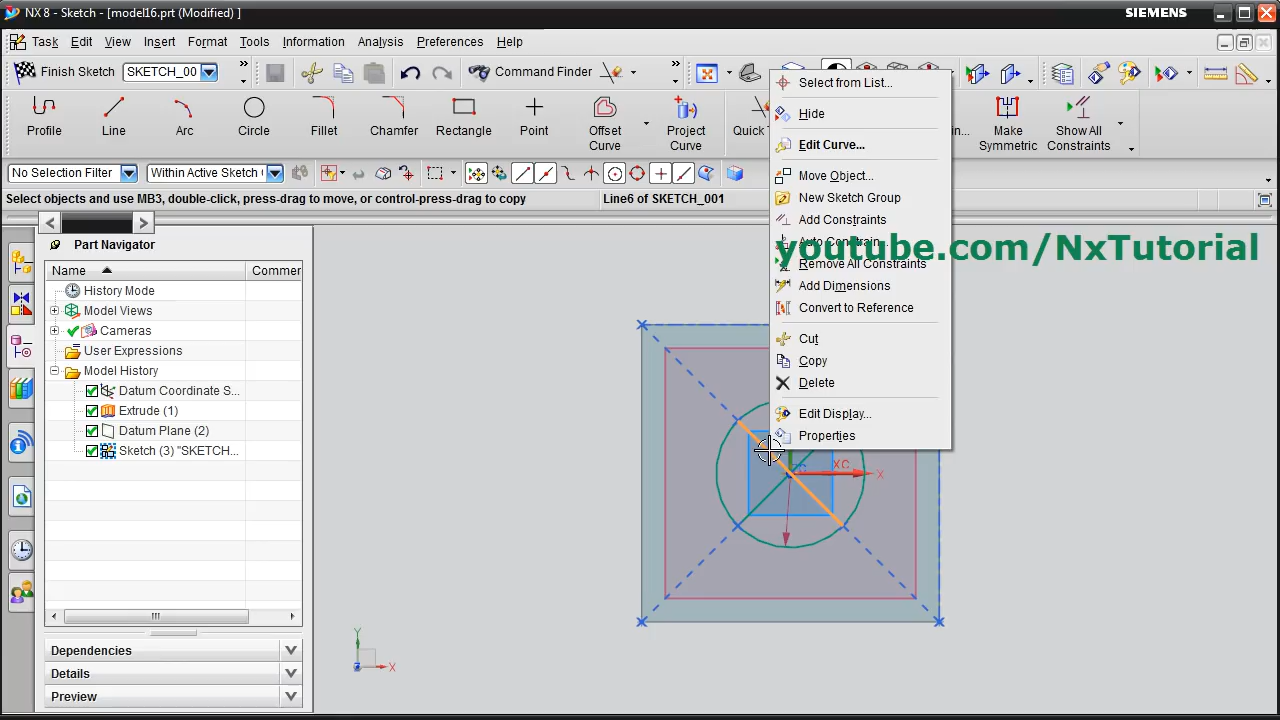 NX 8 - Sketch - [model16.prt (Modified) ]
SIEMENS
Task Edit View Insert Format Tools Information Analysis Preferences Help
Finish Sketch SKETCH_00 Command Finder
Profile Line Arc Circle Fillet Chamfer Rectangle Point Offset Curve Project Curve Quick T in... Make Symmetric Show All Constraints
No Selection Filter Within Active Sketch
Select objects and use MB3, double-click, press-drag to move, or control-press-drag to copy
Line6 of SKETCH_001
Part Navigator
Name Commer
History Mode
Model Views
Cameras
User Expressions
Model History
Datum Coordinate S...
Extrude (1)
Datum Plane (2)
Sketch (3) "SKETCH...
Dependencies
Details
Preview
Select from List...
Hide
Edit Curve...
Move Object...
New Sketch Group
Add Constraints
Auto Constrain...
youtube.com/NxTutorial
Remove All Constraints
Add Dimensions
Convert to Reference
Cut
Copy
Delete
Edit Display...
Properties
XC X
Y
X